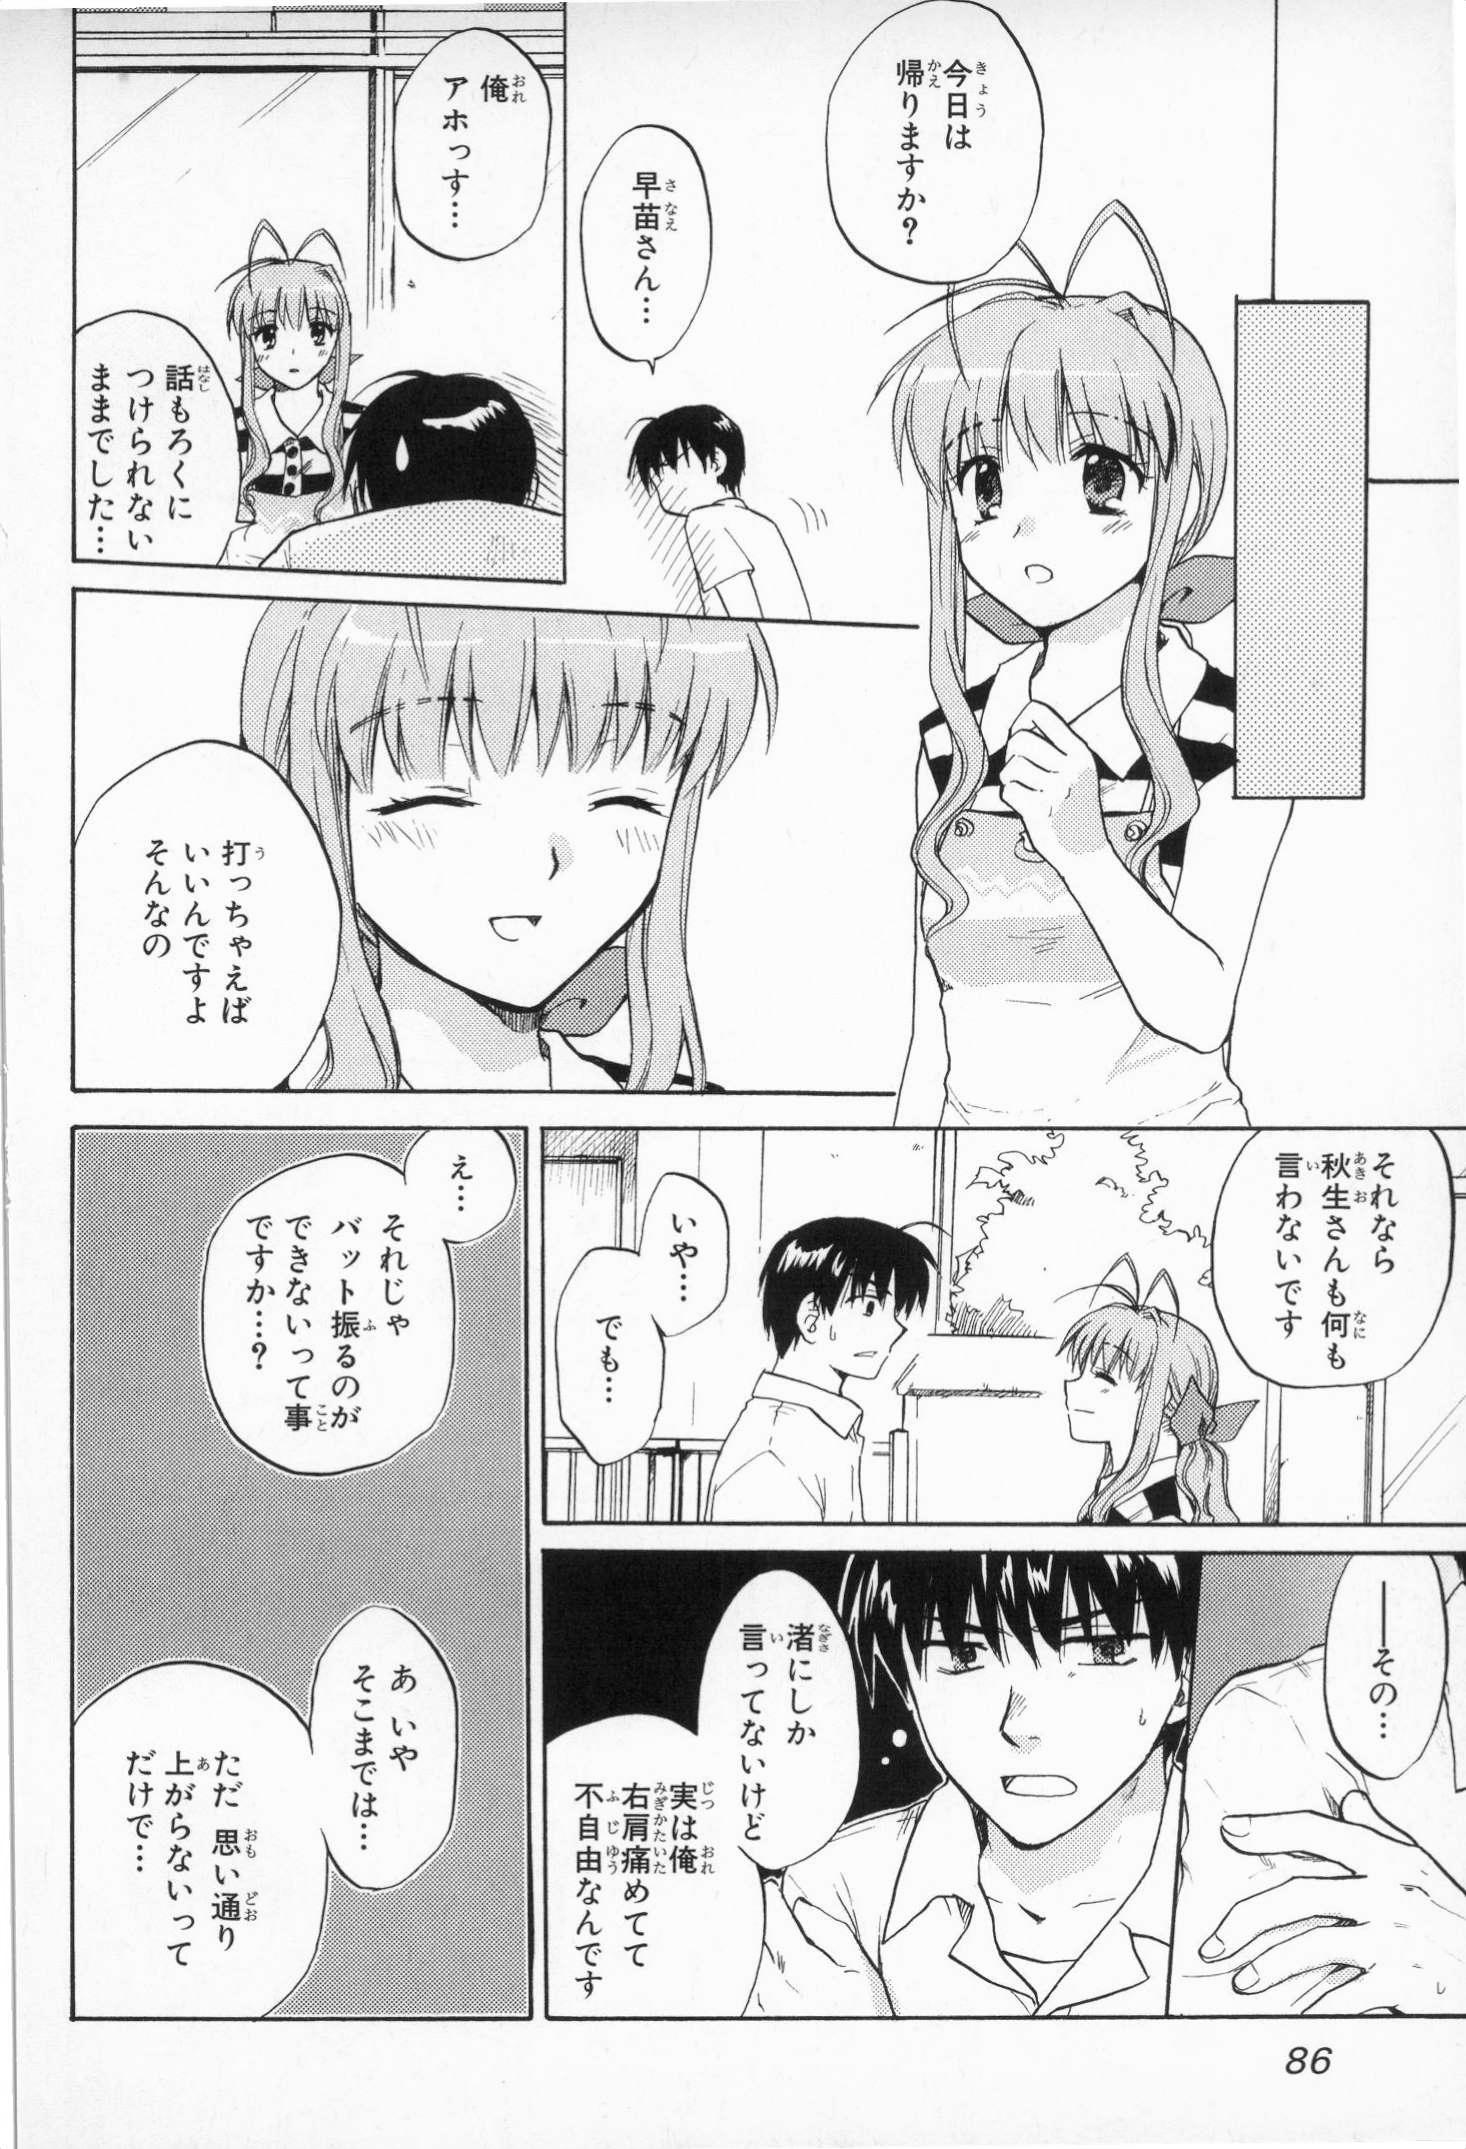 今日は
帰りますか？
早苗さん…
俺
アホっす…
話もろくに
つけられない
ままでした…
打っちゃえば
いいんですよ
そんなの
それなら
秋生さんも何も
言わないです
いや…
でも…
――その…
渚にしか
言ってないけど
実は俺
右肩痛めてて
不自由なんです
え…
それじゃ
バット振るのが
できないって事
ですか…？
あ いや
そこまでは…
ただ 思い通り
上がらないって
だけで…
86